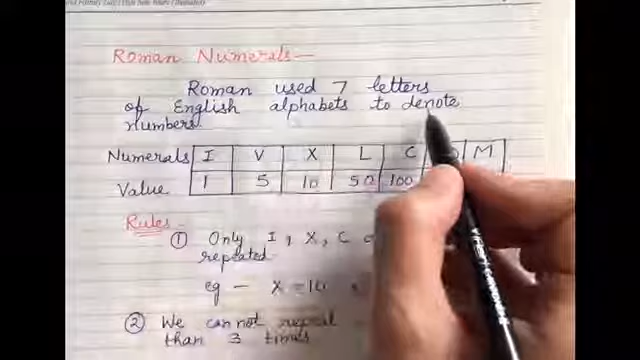 Roman Numerals—
Roman used 7 letters
of English alphabets to denote
numbers.
Numerals I V X L C D M
Value 1 5 10 50 100
Rules -
① Only I, X, C
repeated.
eg - X = 10
② We can not repeat
than 3 times